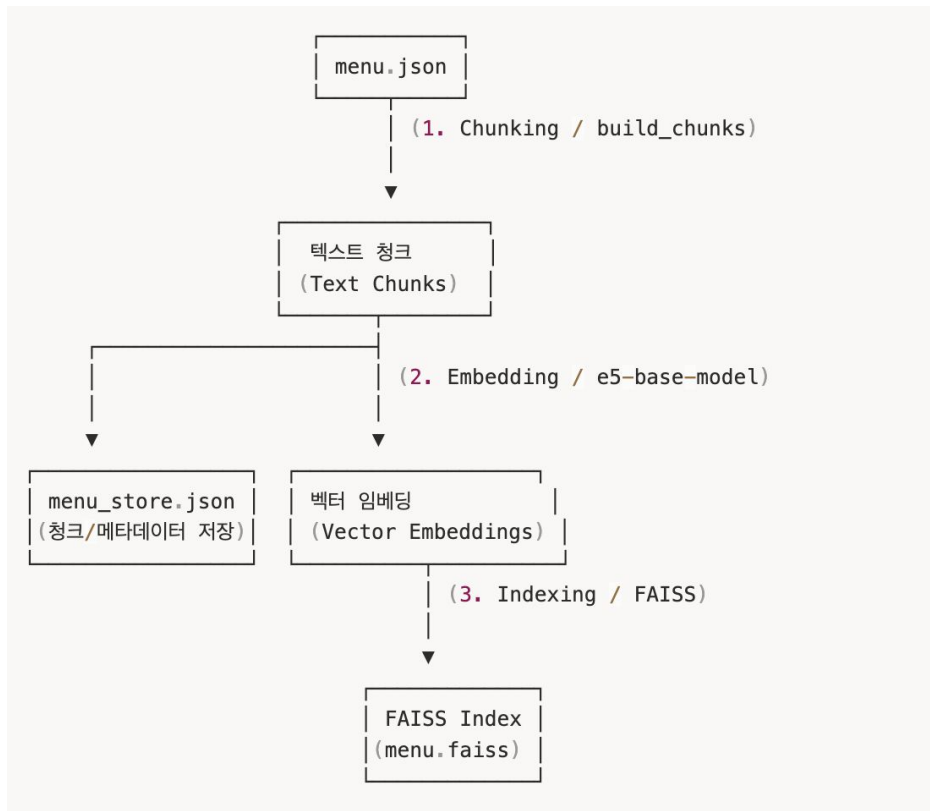 menu.json
(1. Chunking / build_chunks)
텍스트 청크
(Text Chunks)
(2. Embedding / e5-base-model)
menu_store.json
(청크/메타데이터 저장)
벡터 임베딩
(Vector Embeddings)
(3. Indexing / FAISS)
FAISS Index
(menu.faiss)